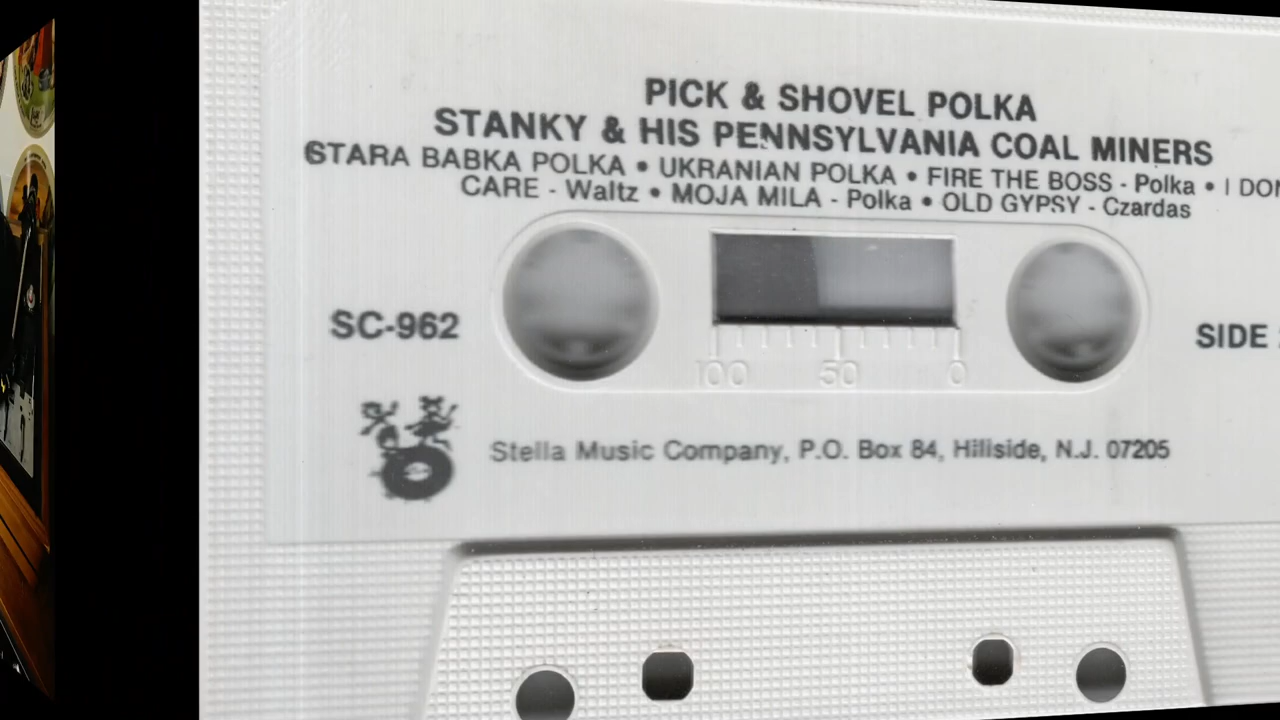 PICK & SHOVEL POLKA
STANKY & HIS PENNSYLVANIA COAL MINERS
STARA BABKA POLKA • UKRANIAN POLKA • FIRE THE BOSS - Polka • I DON
CARE - Waltz • MOJA MILA - Polka • OLD GYPSY - Czardas
SC-962
SIDE
100 50 0
Stella Music Company, P.O. Box 84, Hillside, N.J. 07205